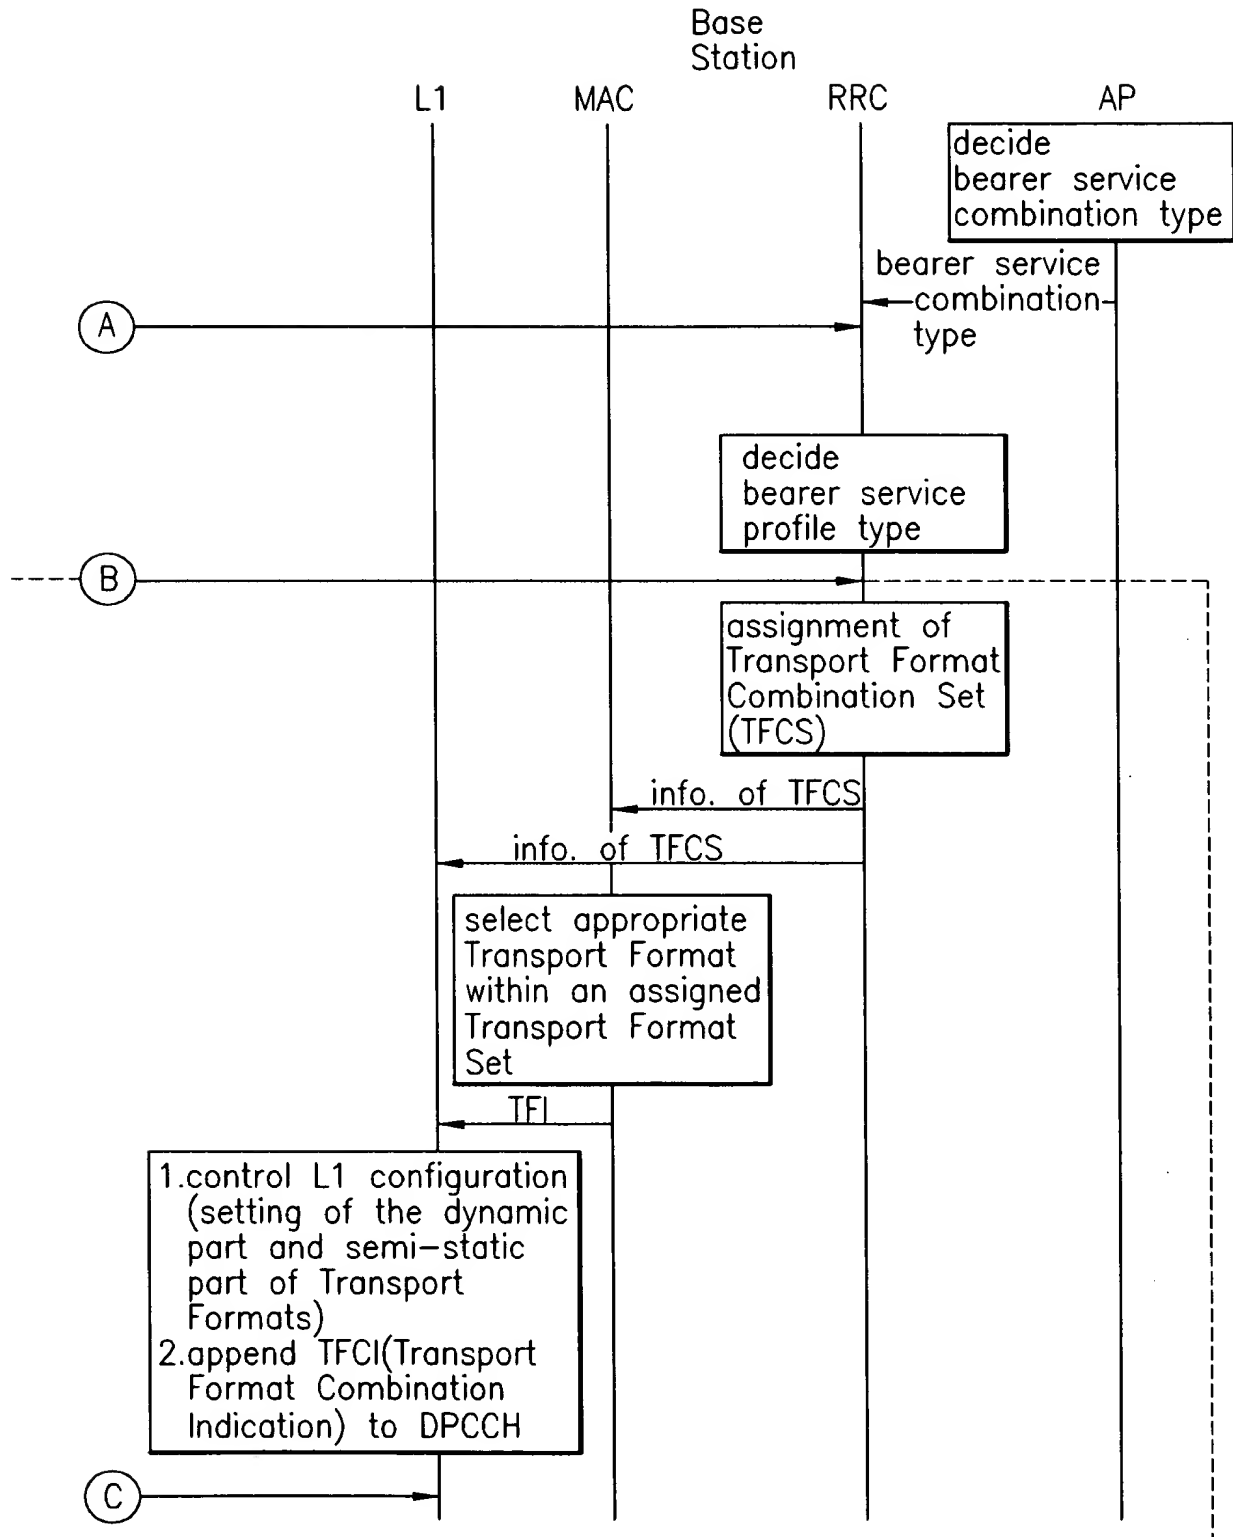 Base
Station
L1
MAC
RRC
AP
decide
bearer service
combination type
bearer service
combination
type
A
decide
bearer service
profile type
B
assignment of
Transport Format
Combination Set
(TFCS)
info. of TFCS
info. of TFCS
select appropriate
Transport Format
within an assigned
Transport Format
Set
TFI
1.control L1 configuration
(setting of the dynamic
part and semi-static
part of Transport
Formats)
2.append TFCI(Transport
Format Combination
Indication) to DPCCH
C